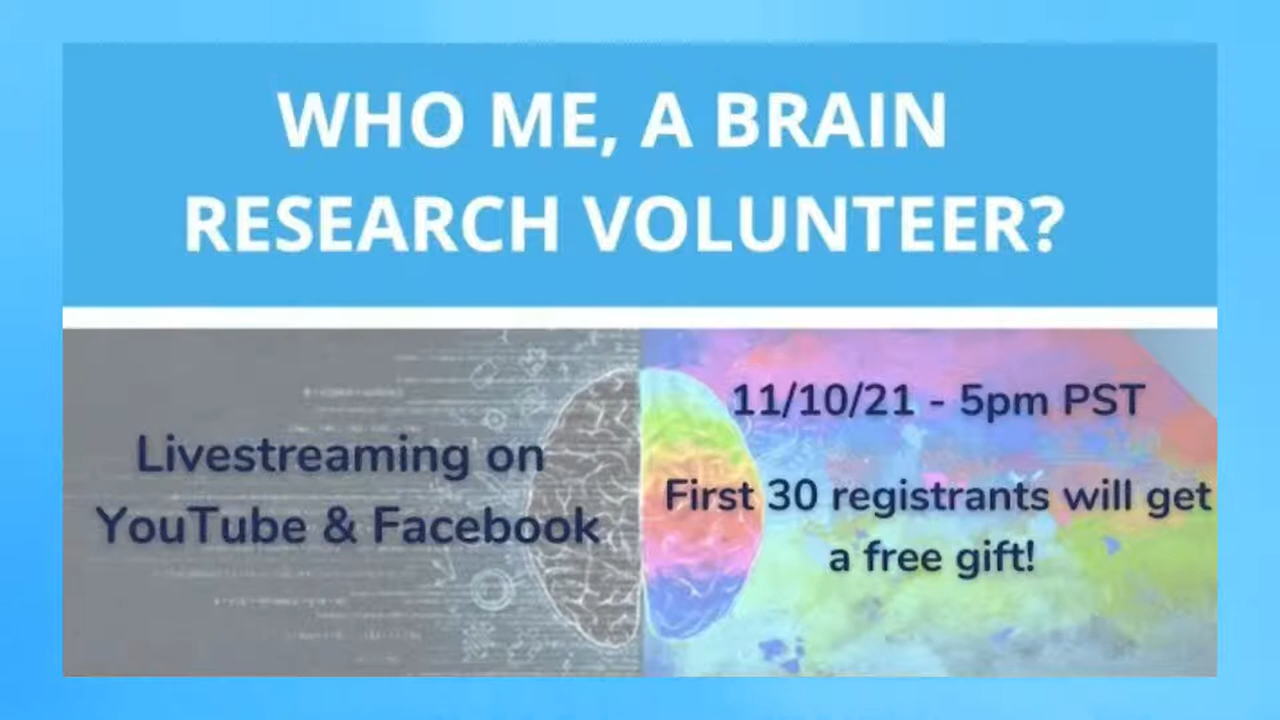 WHO ME, A BRAIN
RESEARCH VOLUNTEER?
Livestreaming on
YouTube & Facebook
11/10/21 - 5pm PST
First 30 registrants will get
a free gift!